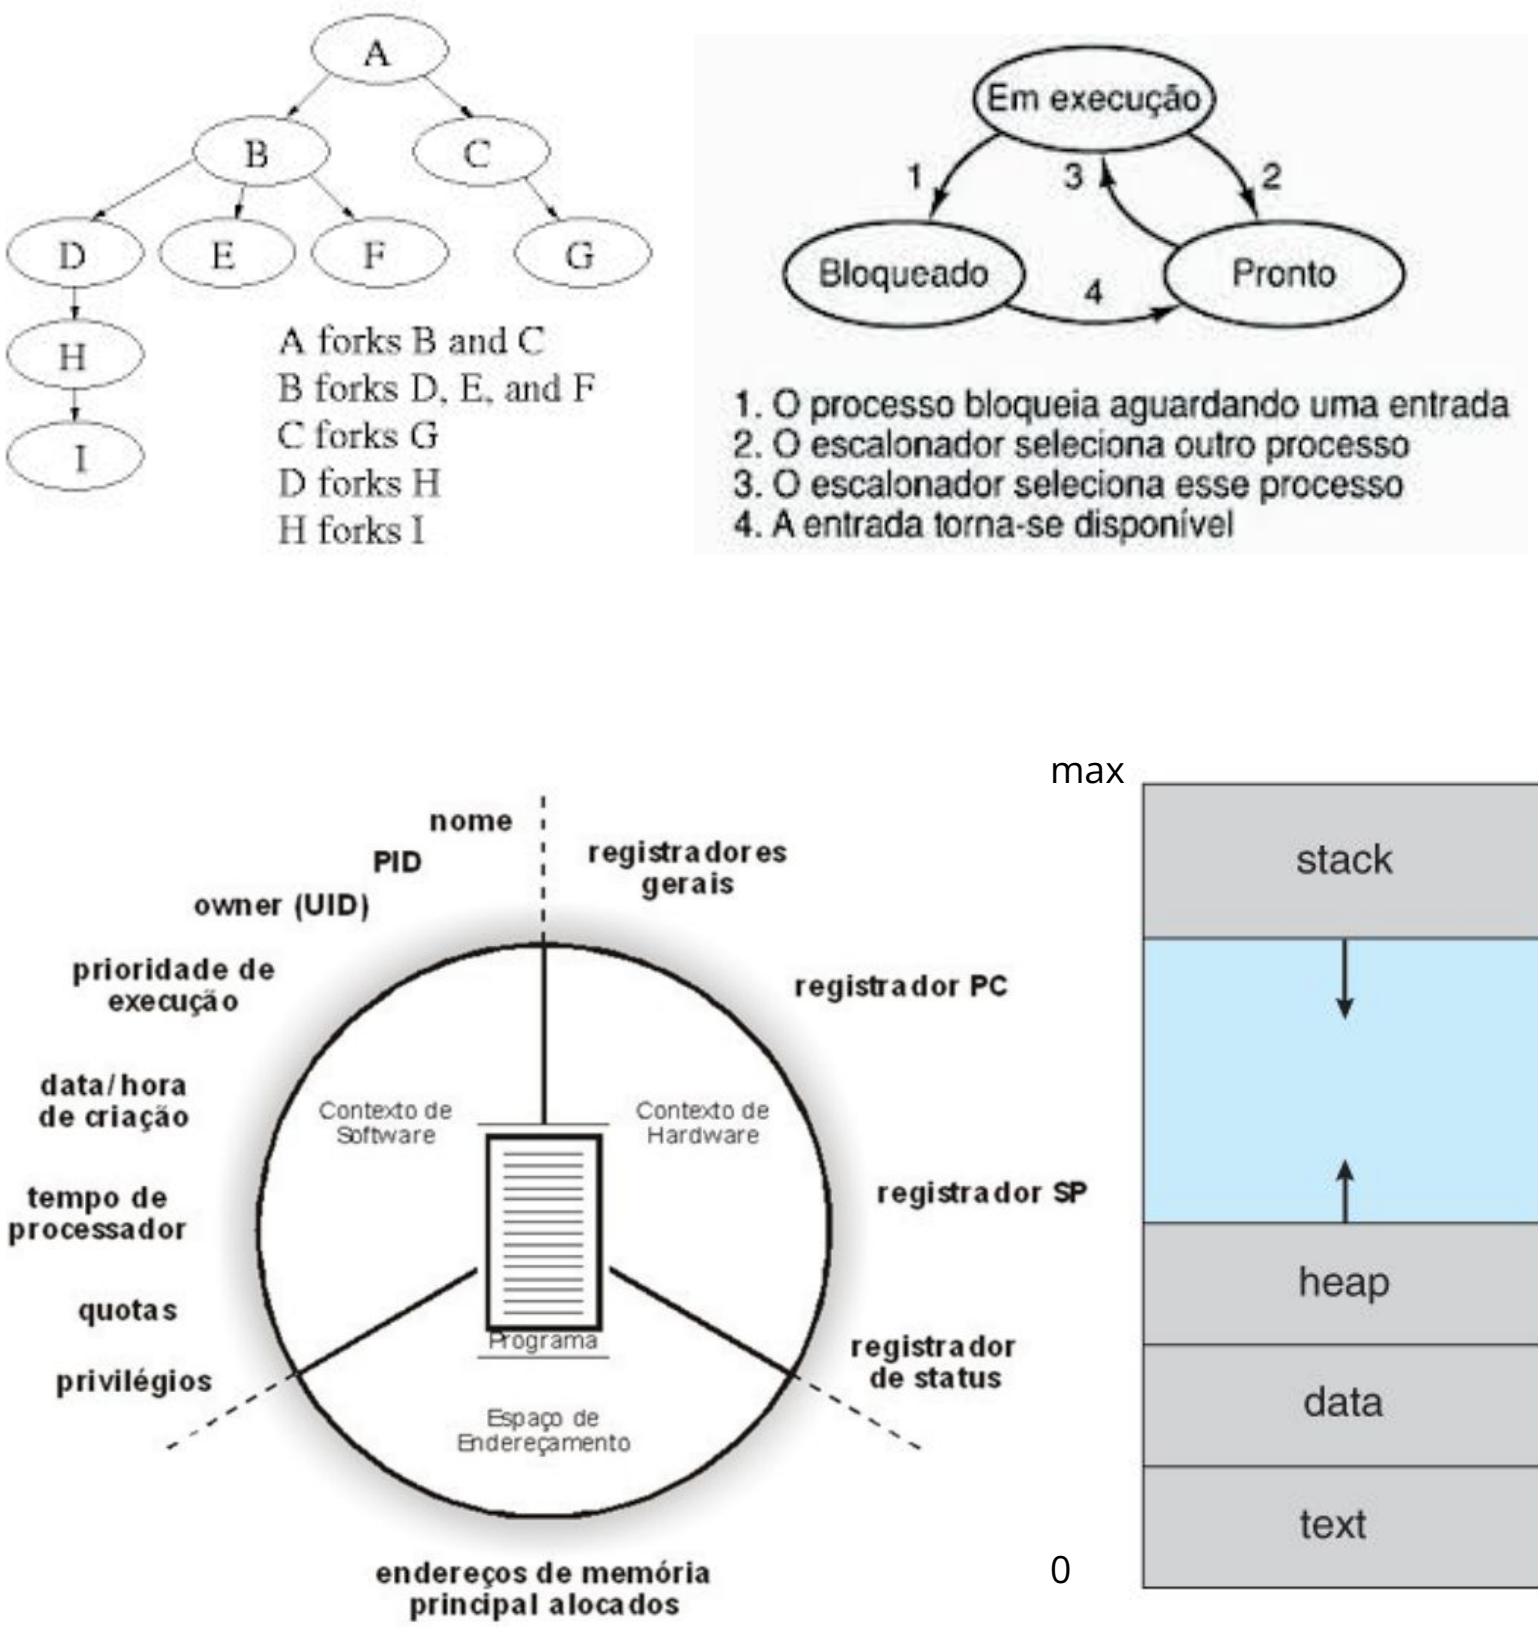 A
B
C
D
E
F
G
H
I
A forks B and C
B forks D, E, and F
C forks G
D forks H
H forks I
Em execução
1
3
2
Bloqueado
4
Pronto
1. O processo bloqueia aguardando uma entrada
2. O escalonador seleciona outro processo
3. O escalonador seleciona esse processo
4. A entrada torna-se disponível
nome
PID
owner (UID)
prioridade de
execução
data/hora
de criação
tempo de
processador
quotas
privilégios
registradores
gerais
registrador PC
registrador SP
registrador
de status
Contexto de
Software
Contexto de
Hardware
Programa
Espaço de
Endereçamento
endereços de memória
principal alocados
max
stack
heap
data
text
0